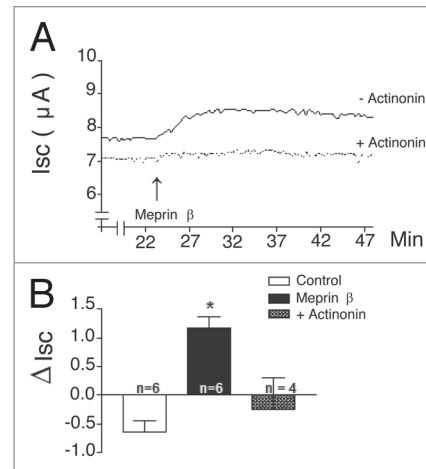 A
10
9
8
7
6
Isc ( μA )
- Actinonin
+ Actinonin
Meprin β
22 27 32 37 42 47 Min
B
Control
Meprin β
+ Actinonin
1.5
1.0
0.5
0.0
-0.5
-1.0
Δ Isc
*
n=6 n=6 n = 4